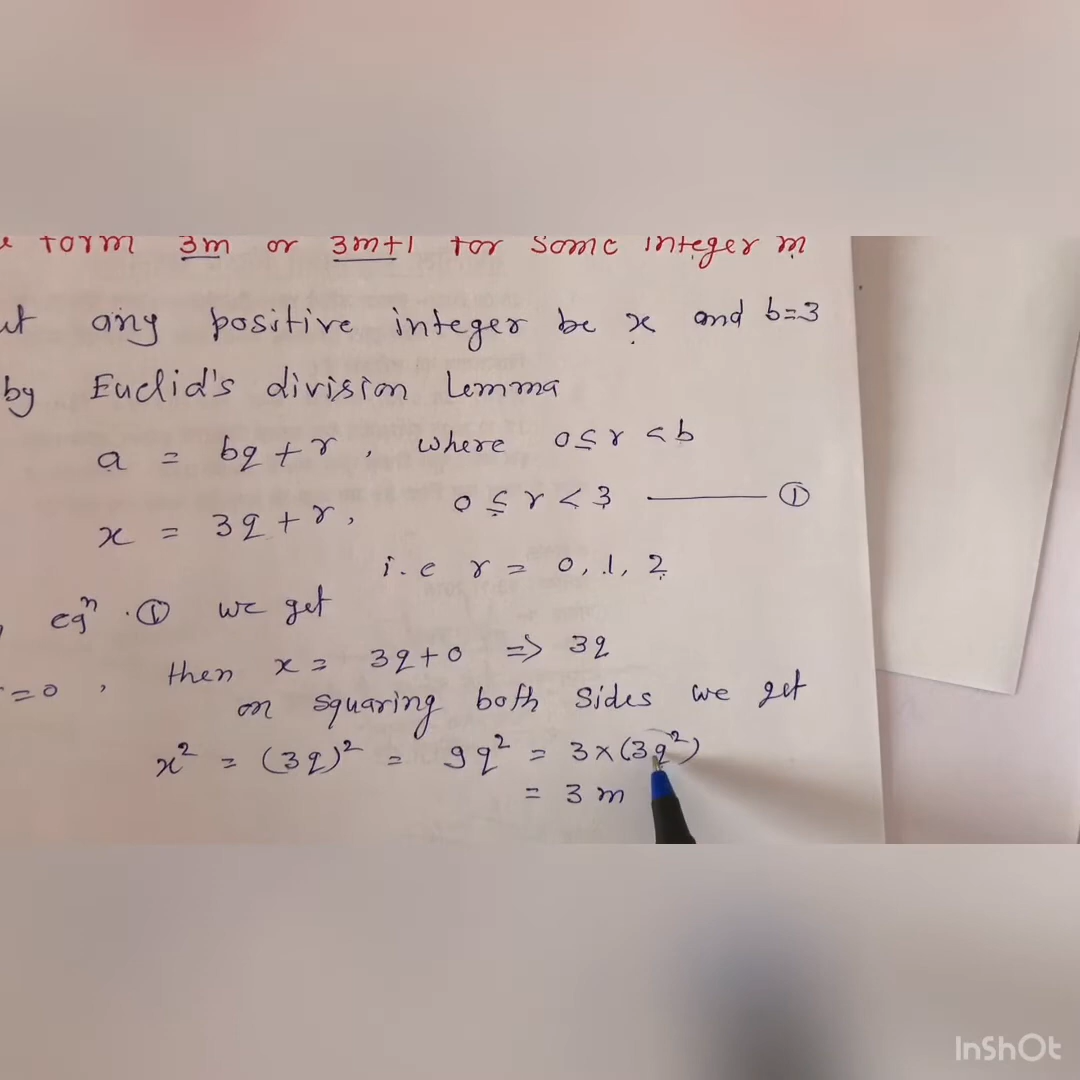 form 3m or 3m+1 for some integer m
any positive integer be x and b=3
by Euclid's division Lemma
a = bq + r, where 0≤r<b
x = 3q + r, 0≤r<3 ——— ①
i.e r = 0, 1, 2
eqⁿ. ① we get
=0, then x = 3q+0 => 3q
on squaring both sides we get
x² = (3q)² = 9q² = 3×(3q²)
= 3m
InShOt